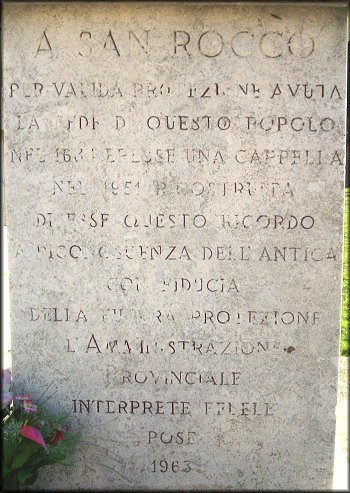 A SAN ROCCO
PER VALIDA PROTEZIONE AVUTA
LA FEDE DI QUESTO POPOLO
NEL ERESSE UNA CAPPELLA
NEL 1951 RICOSTRUITA
DI ESSE QUESTO RICORDO
A RICONOSCENZA DELL'ANTICA
CON FIDUCIA
DELLA FUTURA PROTEZIONE
L'AMMINISTRAZIONE
PROVINCIALE
INTERPRETE FEDELE
POSE
1963